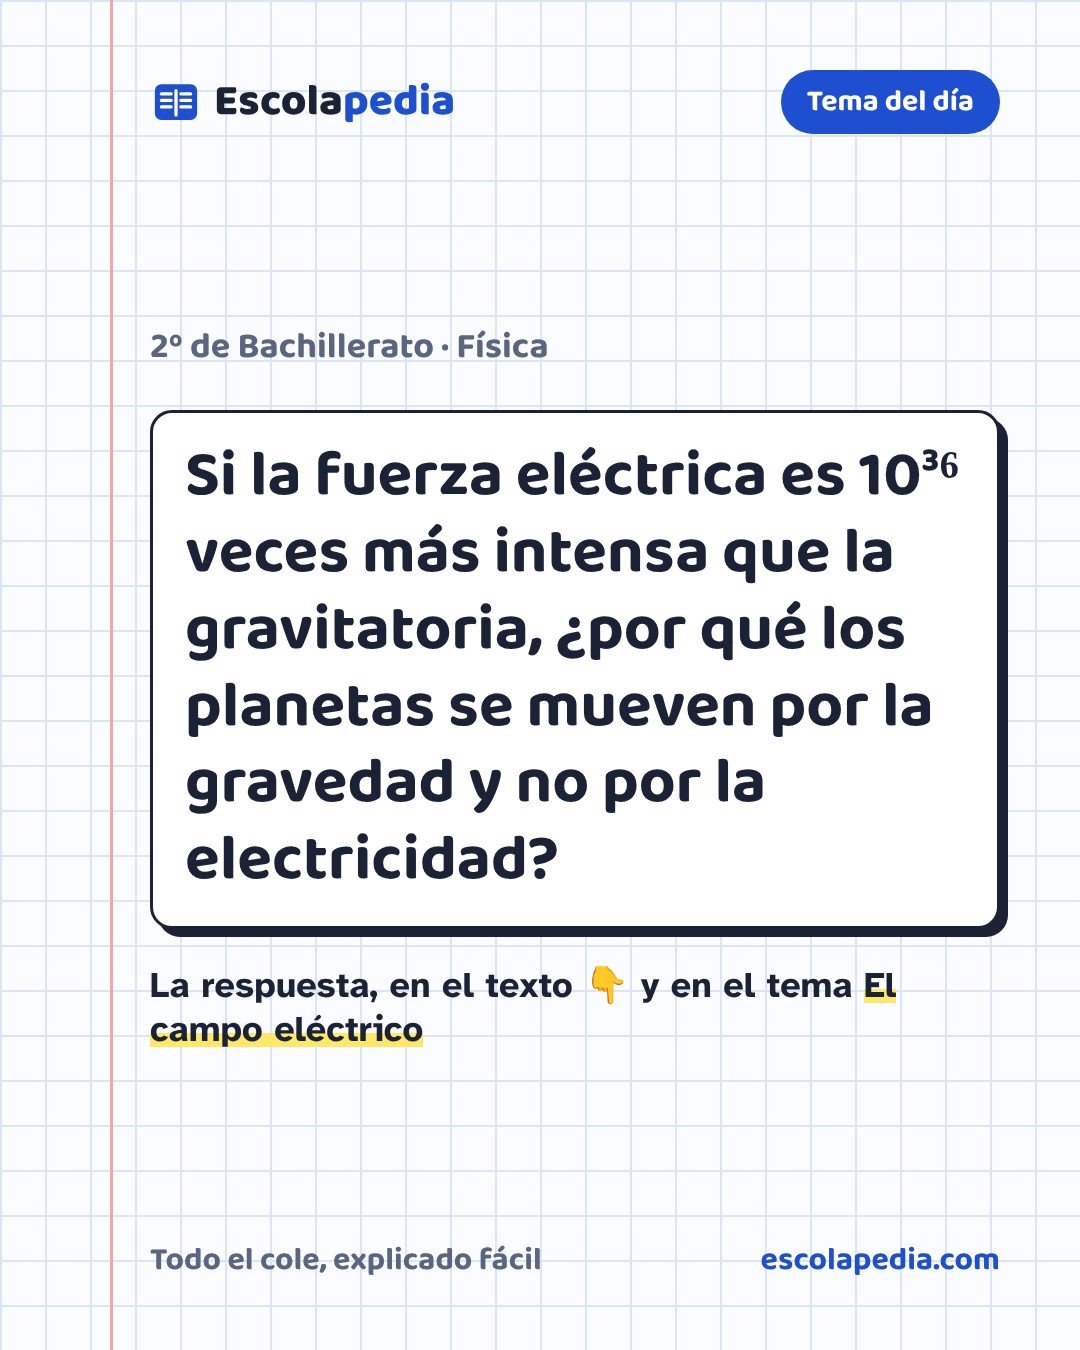 Escolapedia
Tema del día
2º de Bachillerato · Física
Si la fuerza eléctrica es 10³⁶
veces más intensa que la
gravitatoria, ¿por qué los
planetas se mueven por la
gravedad y no por la
electricidad?
La respuesta, en el texto 👇 y en el tema El
campo eléctrico
Todo el cole, explicado fácil
escolapedia.com